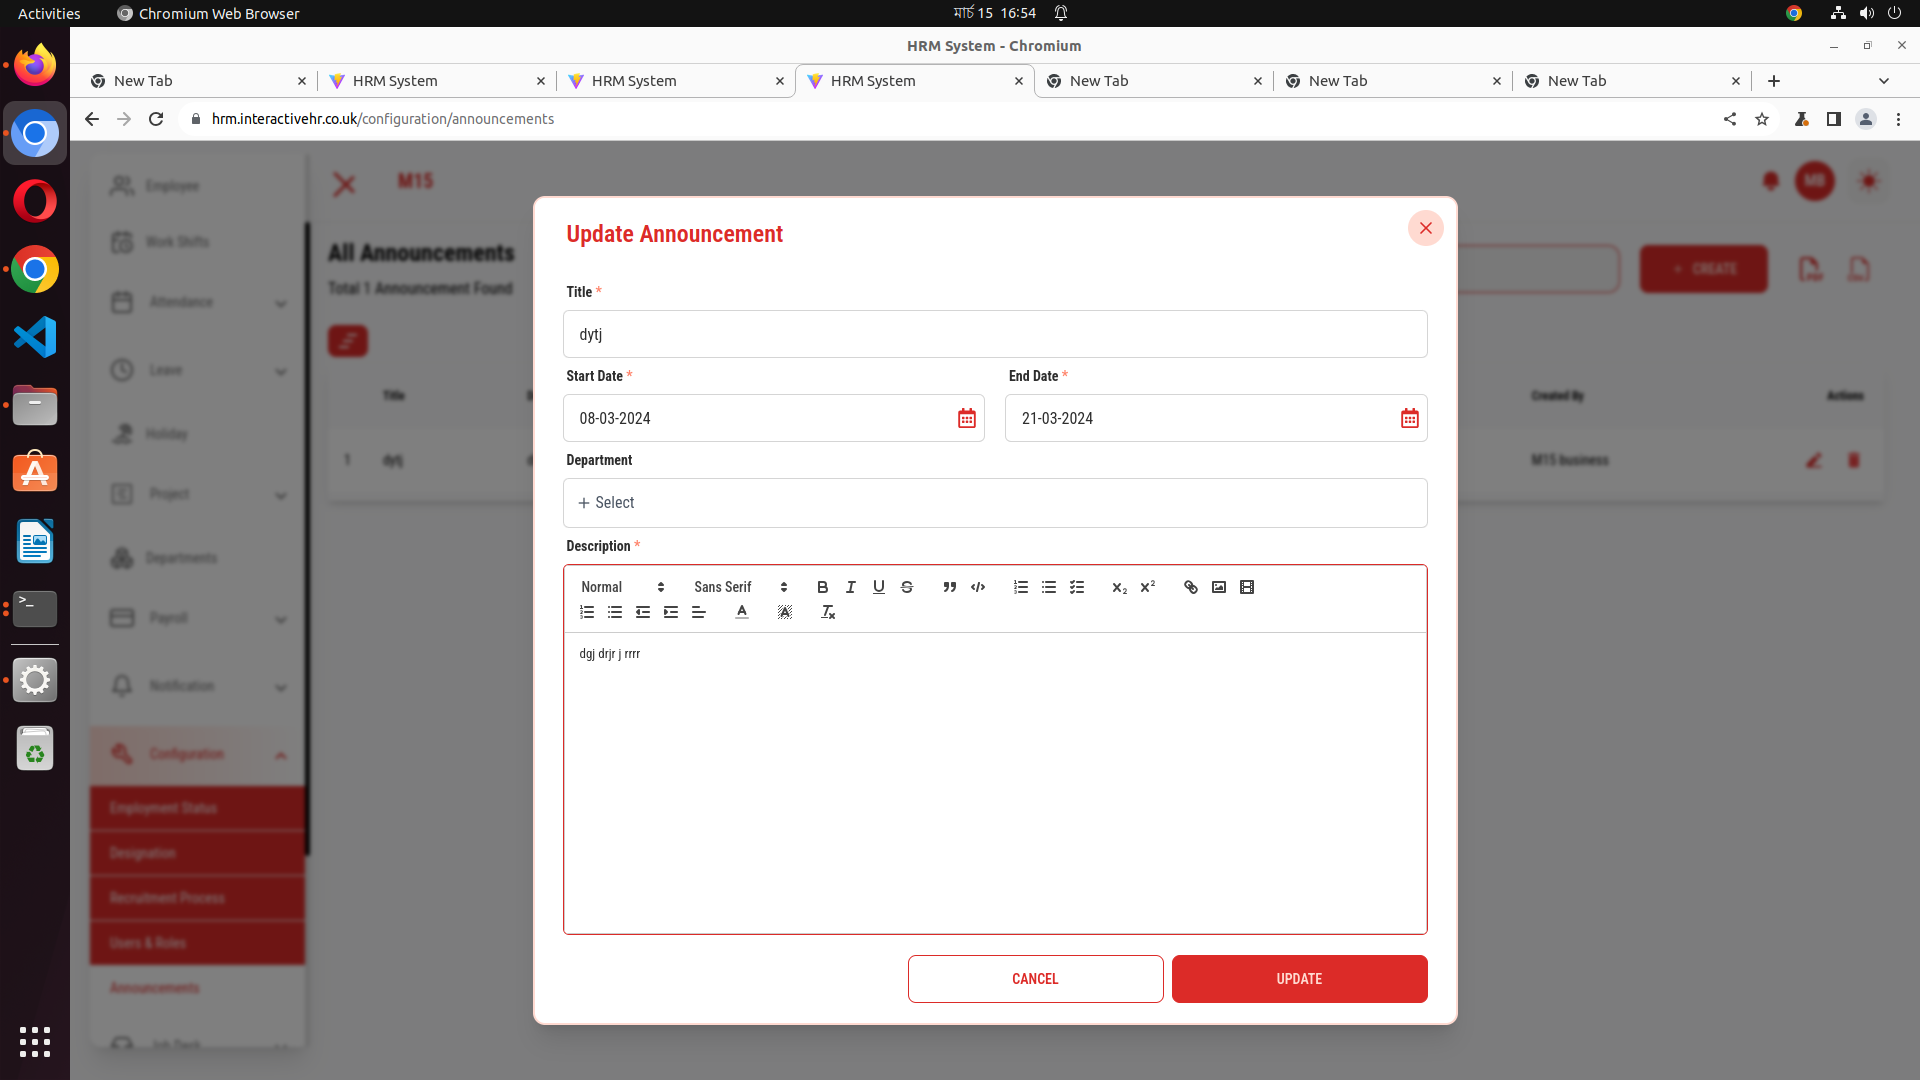 Activities
Chromium Web Browser
মার্চ 15 16:54
HRM System - Chromium
New Tab
HRM System
HRM System
HRM System
New Tab
New Tab
New Tab
hrm.interactivehr.co.uk/configuration/announcements
Employee
Work Shifts
Attendance
Leave
Holiday
Project
Departments
Payroll
Notification
Configuration
Employment Status
Designation
Recruitment Process
Users & Roles
Announcements
Job Desk
M15
MB
All Announcements
Total 1 Announcement Found
+ CREATE
Title
Created By
Actions
1
dytj
M15 business
Update Announcement
Title *
dytj
Start Date *
End Date *
08-03-2024
21-03-2024
Department
+ Select
Description *
Normal
Sans Serif
dgj drjr j rrrr
CANCEL
UPDATE